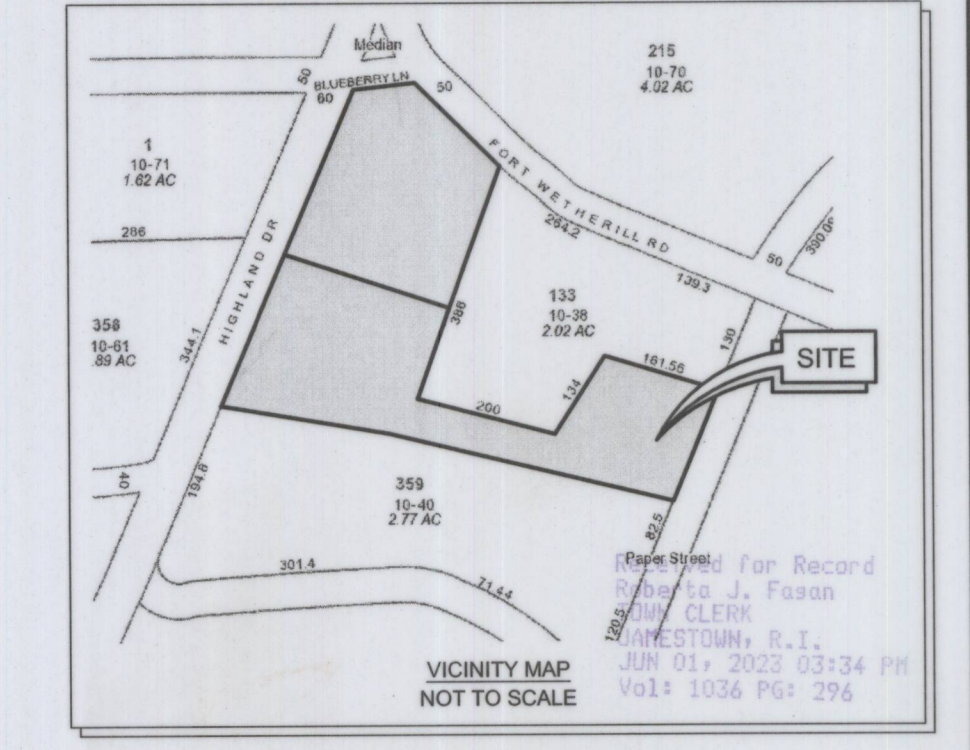 Median
215
10-70
4.02 AC
50
BLUEBERRY LN
60
50
1
10-71
1.62 AC
FORT WETHERILL RD
264.2
286
HIGHLAND DR
50
390.09
139.3
133
10-38
2.02 AC
388
358
10-61
.89 AC
344.1
130
SITE
161.56
134
200
40
194.8
359
10-40
2.77 AC
82.5
Paper Street
301.4
71.44
120.5
Received for Record
Roberta J. Fagan
TOWN CLERK
JAMESTOWN, R.I.
JUN 01, 2023 03:34 PM
Vol: 1036 PG: 296
VICINITY MAP
NOT TO SCALE